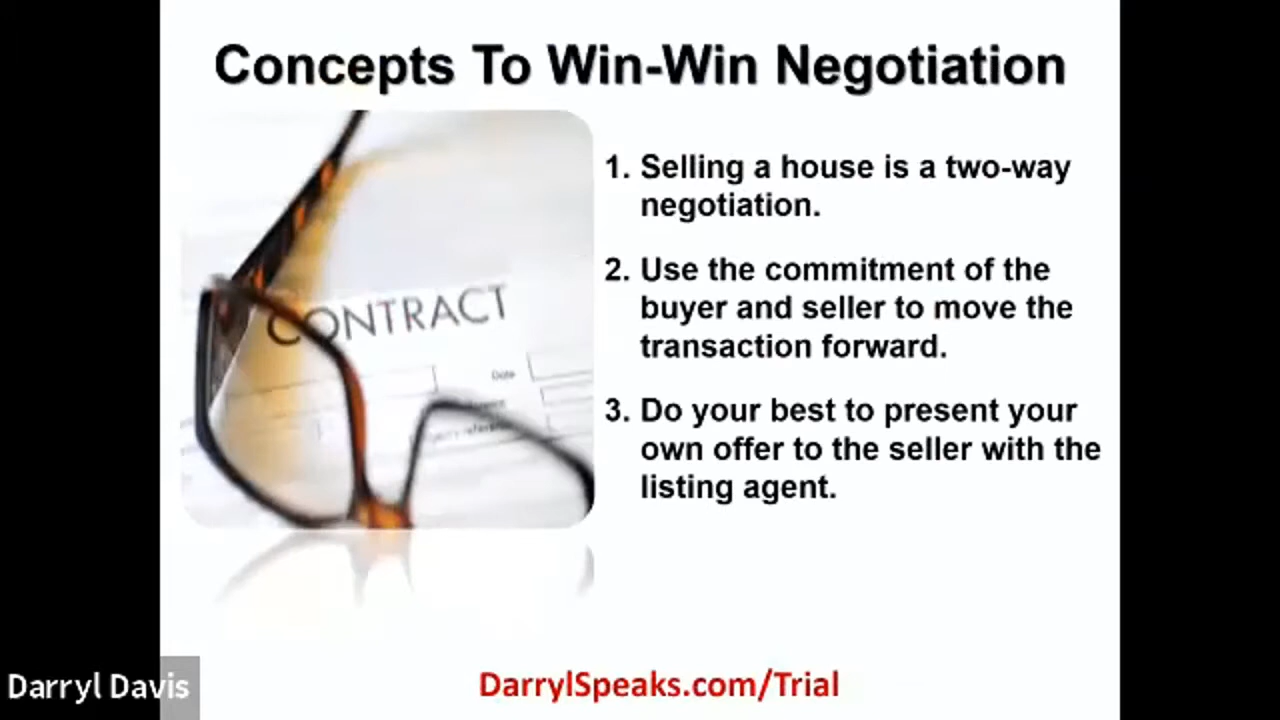 Concepts To Win-Win Negotiation
CONTRACT
Date
1. Selling a house is a two-way
negotiation.
2. Use the commitment of the
buyer and seller to move the
transaction forward.
3. Do your best to present your
own offer to the seller with the
listing agent.
Darryl Davis
DarrylSpeaks.com/Trial